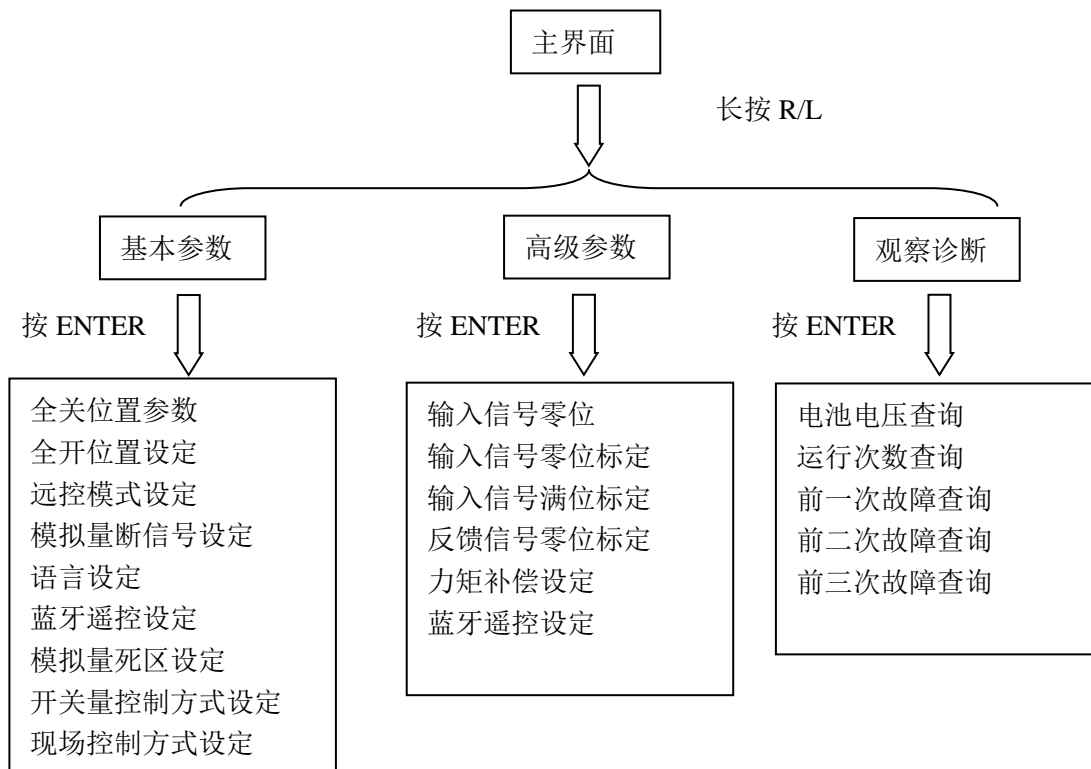 主界面
长按 R/L
基本参数
高级参数
观察诊断
按 ENTER
按 ENTER
按 ENTER
全关位置参数
全开位置设定
远控模式设定
模拟量断信号设定
语言设定
蓝牙遥控设定
模拟量死区设定
开关量控制方式设定
现场控制方式设定
输入信号零位
输入信号零位标定
输入信号满位标定
反馈信号零位标定
力矩补偿设定
蓝牙遥控设定
电池电压查询
运行次数查询
前一次故障查询
前二次故障查询
前三次故障查询